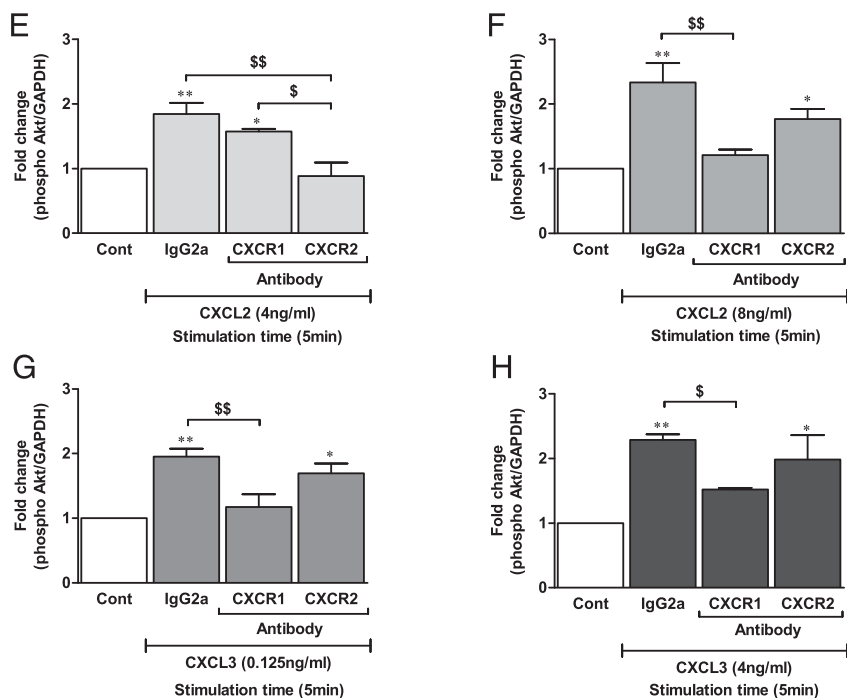 E
Fold change
(phospho Akt/GAPDH)
3
2
1
0
$$
$
**
*
Cont IgG2a CXCR1 CXCR2
Antibody
CXCL2 (4ng/ml)
Stimulation time (5min)
F
Fold change
(phospho Akt/GAPDH)
3
2
1
0
$$
**
*
Cont IgG2a CXCR1 CXCR2
Antibody
CXCL2 (8ng/ml)
Stimulation time (5min)
G
Fold change
(phospho Akt/GAPDH)
3
2
1
0
$$
**
*
Cont IgG2a CXCR1 CXCR2
Antibody
CXCL3 (0.125ng/ml)
Stimulation time (5min)
H
Fold change
(phospho Akt/GAPDH)
3
2
1
0
$
**
*
Cont IgG2a CXCR1 CXCR2
Antibody
CXCL3 (4ng/ml)
Stimulation time (5min)